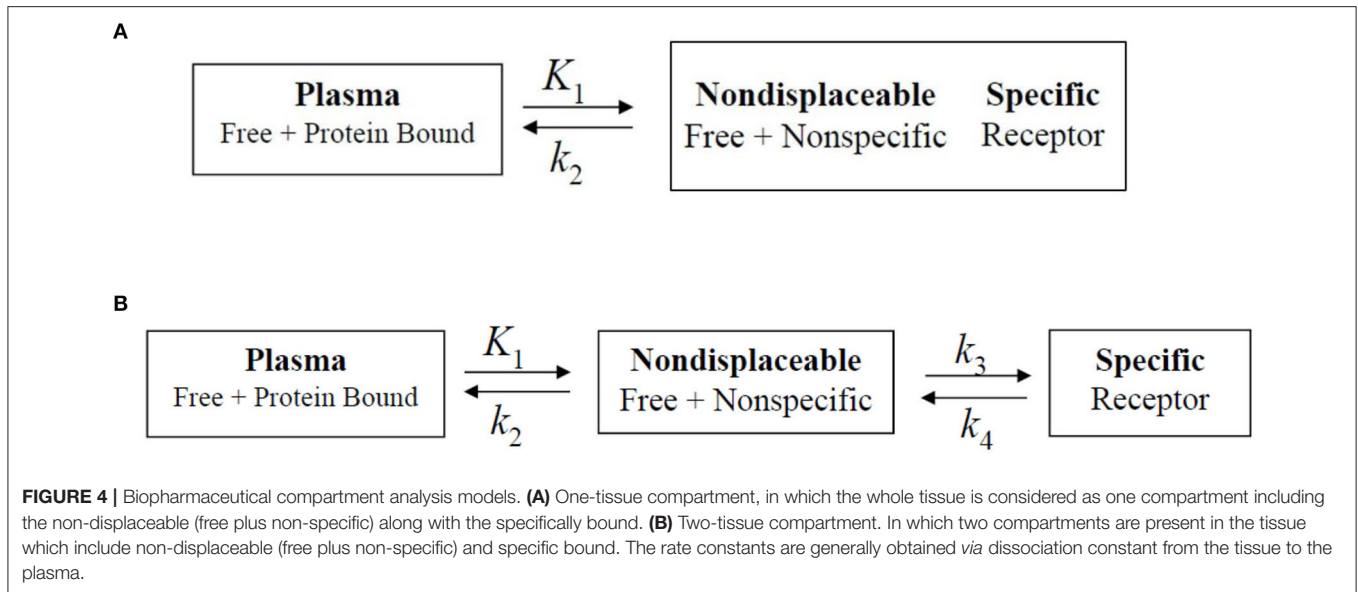 A
Plasma
Free + Protein Bound
K1
k2
Nondisplaceable Specific
Free + Nonspecific Receptor
B
Plasma
Free + Protein Bound
K1
k2
Nondisplaceable
Free + Nonspecific
k3
k4
Specific
Receptor
FIGURE 4 | Biopharmaceutical compartment analysis models. (A) One-tissue compartment, in which the whole tissue is considered as one compartment including
the non-displaceable (free plus non-specific) along with the specifically bound. (B) Two-tissue compartment. In which two compartments are present in the tissue
which include non-displaceable (free plus non-specific) and specific bound. The rate constants are generally obtained via dissociation constant from the tissue to the
plasma.